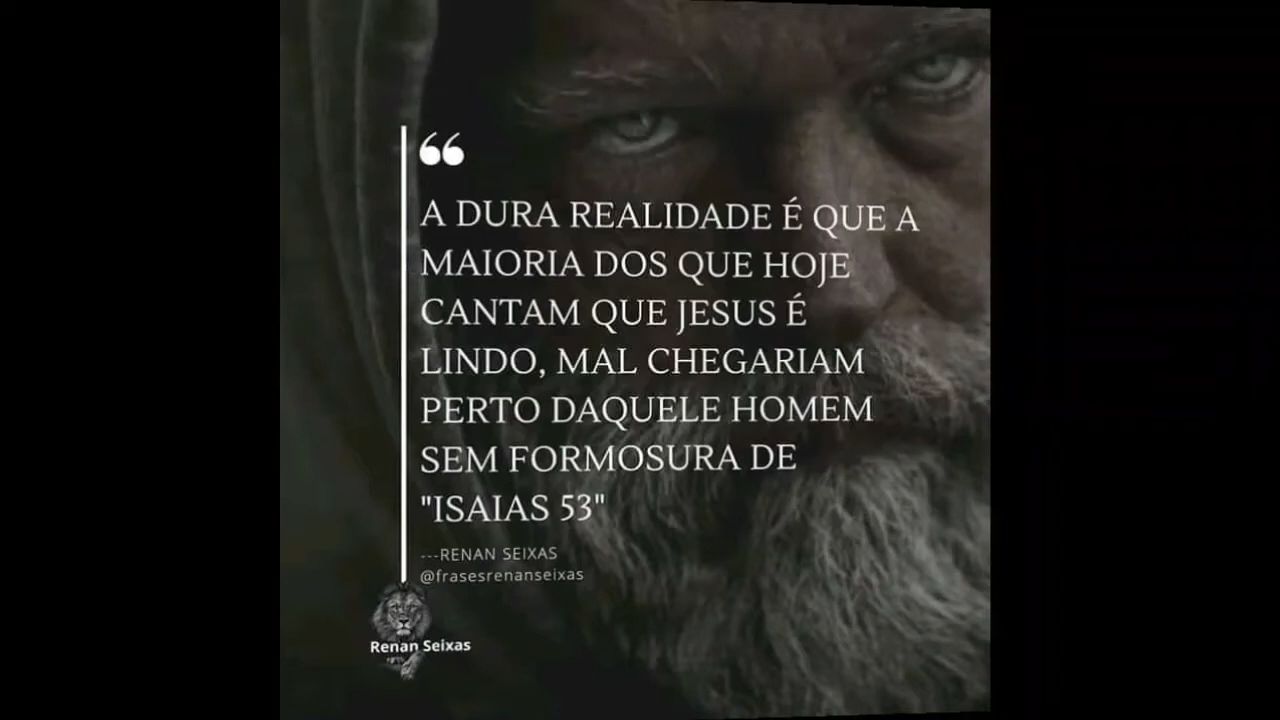 ❝
A DURA REALIDADE É QUE A
MAIORIA DOS QUE HOJE
CANTAM QUE JESUS É
LINDO, MAL CHEGARIAM
PERTO DAQUELE HOMEM
SEM FORMOSURA DE
"ISAIAS 53"
---RENAN SEIXAS
@frasesrenanseixas
Renan Seixas